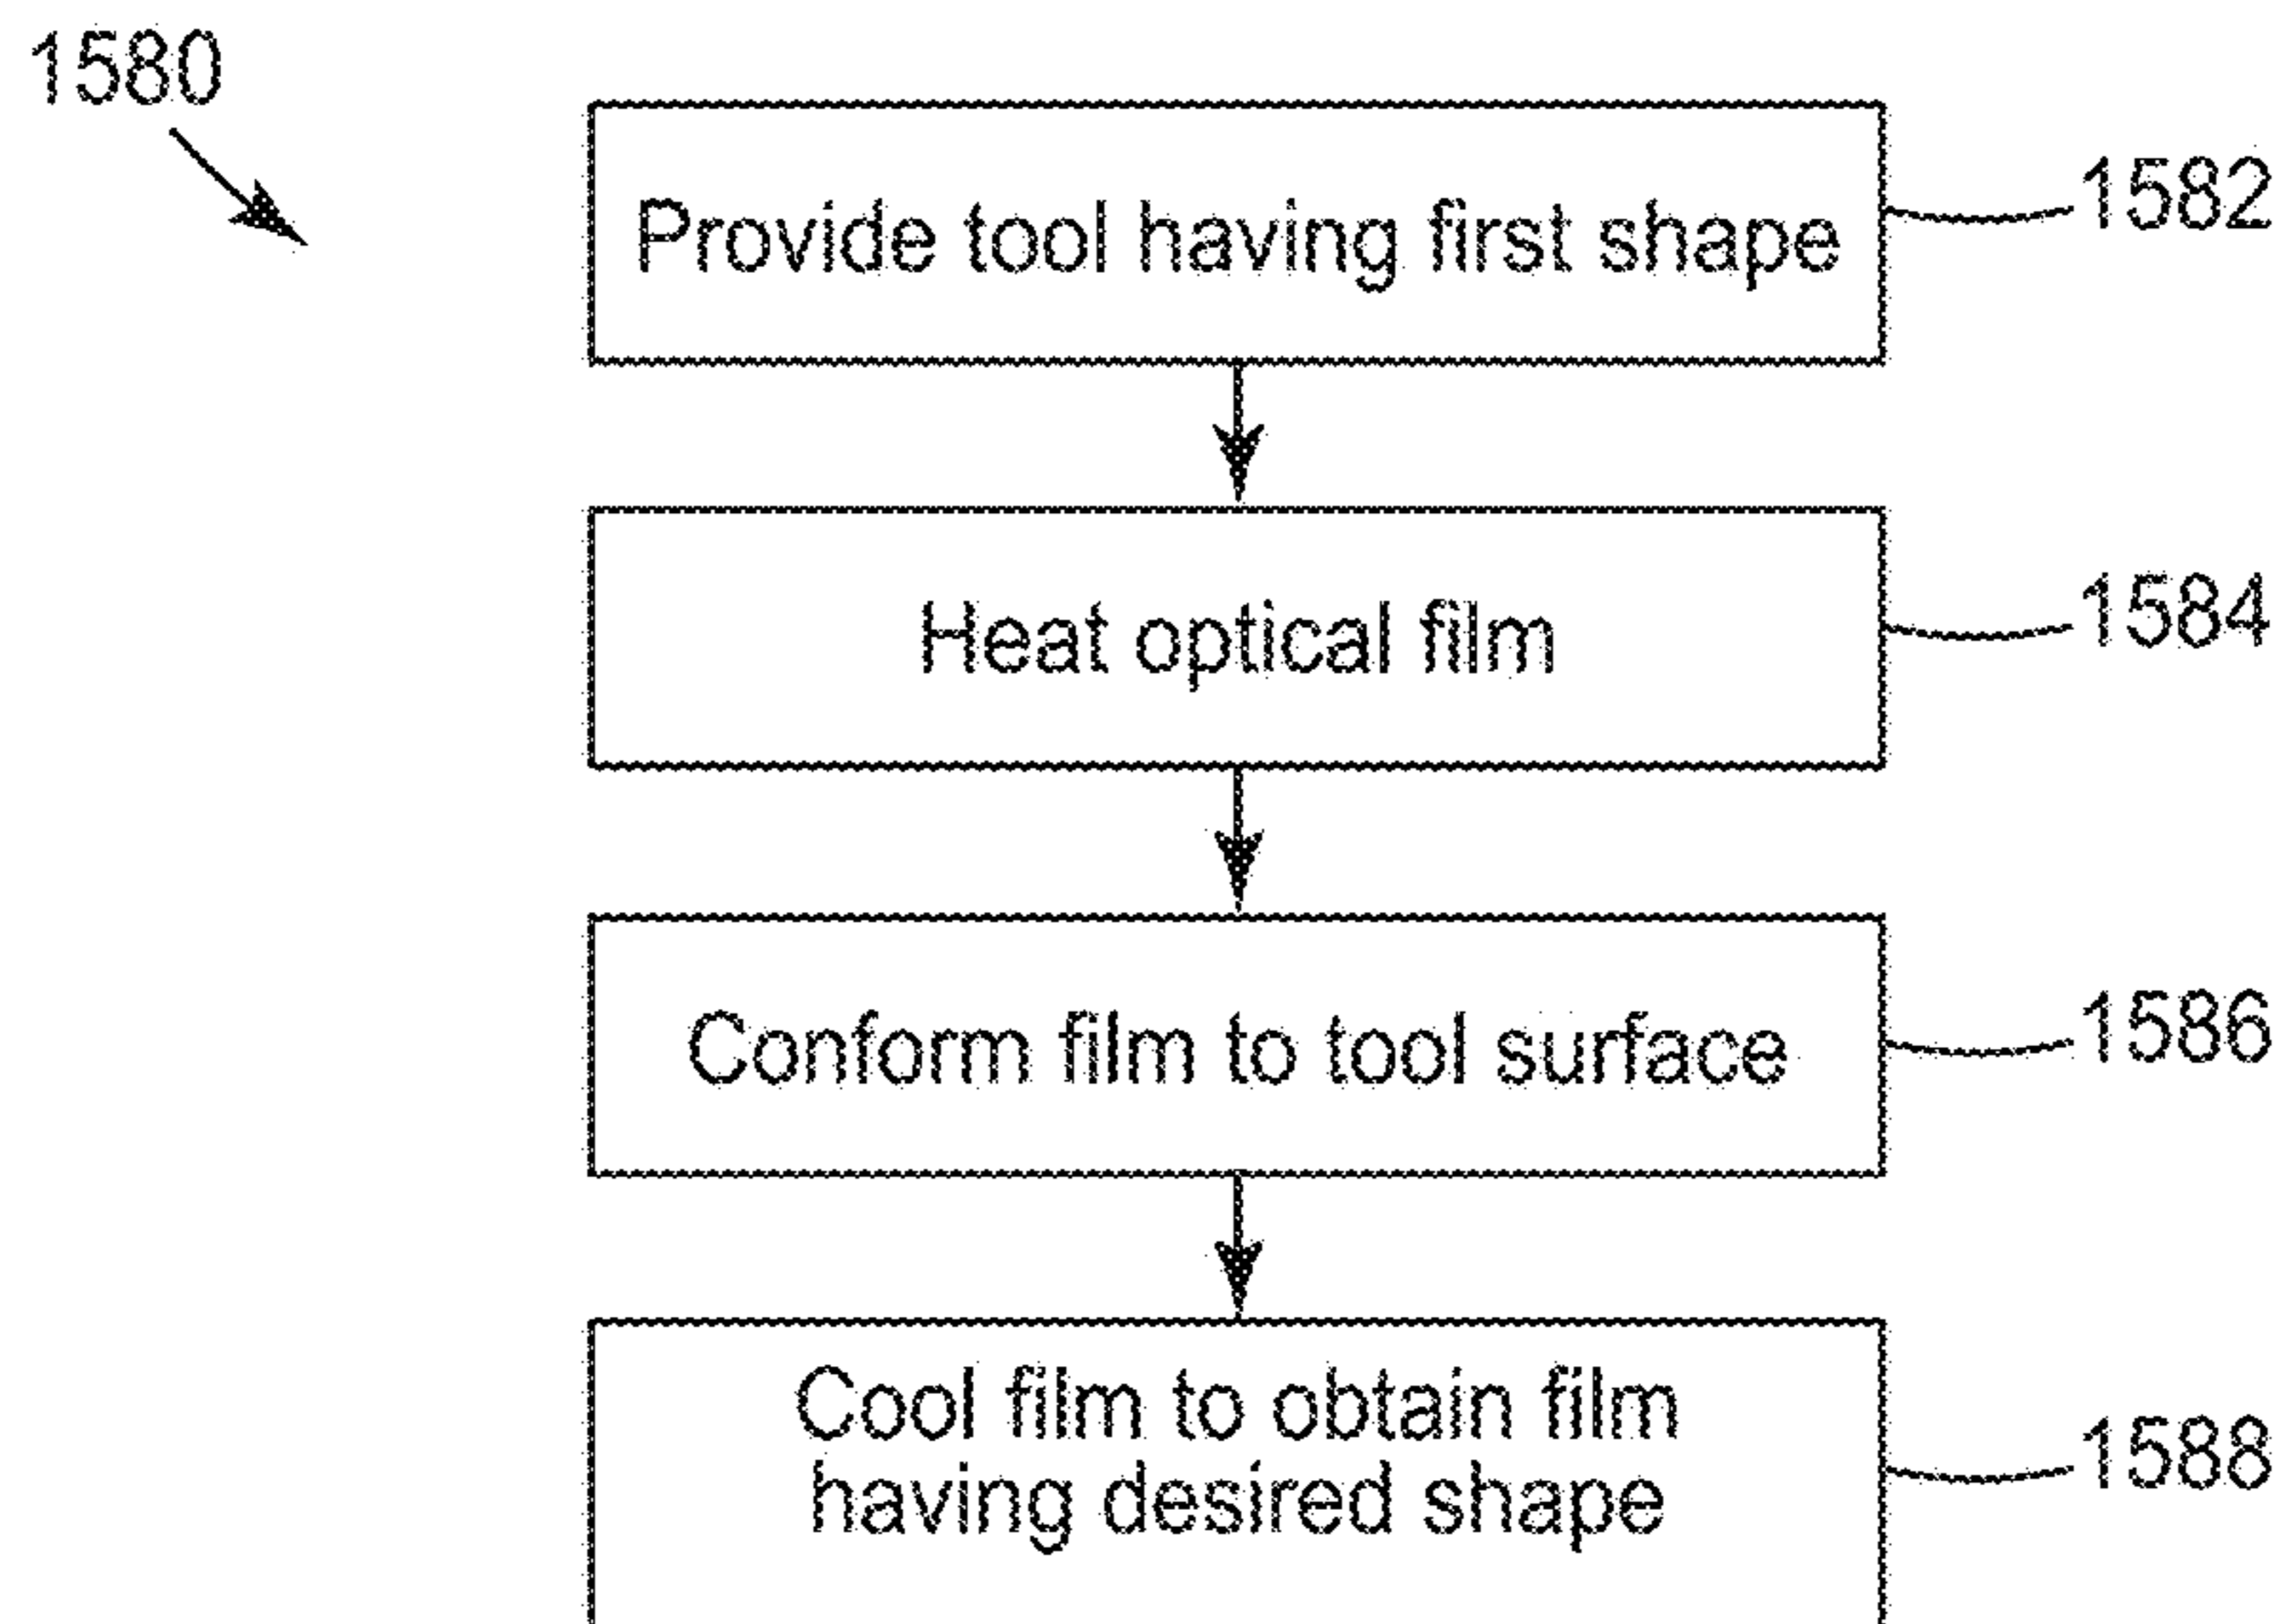 1580
Provide tool having first shape
1582
Heat optical film
1584
Conform film to tool surface
1586
Cool film to obtain film
having desired shape
1588